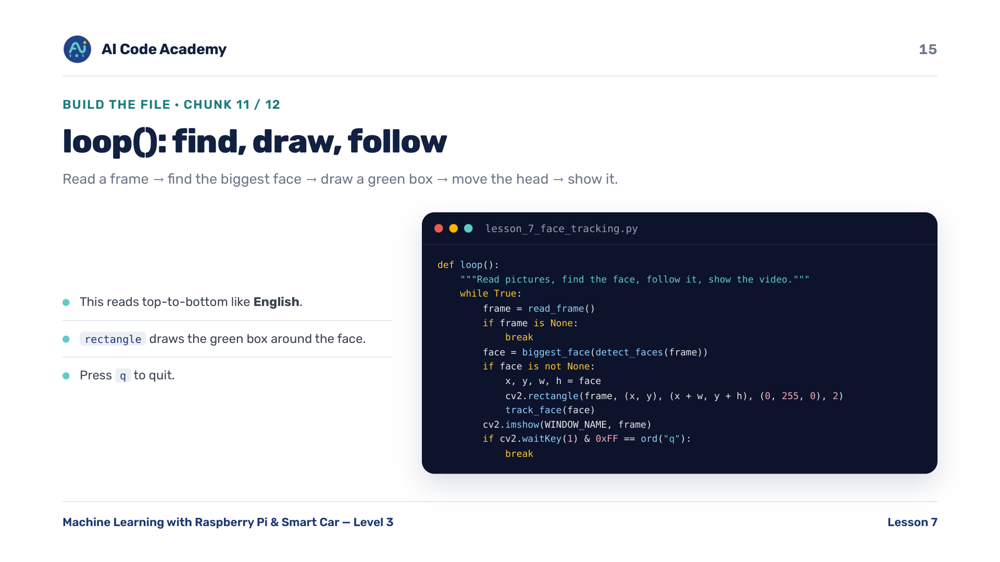 AI Code Academy
15
BUILD THE FILE • CHUNK 11 / 12
loop(): find, draw, follow
Read a frame → find the biggest face → draw a green box → move the head → show it.
This reads top-to-bottom like English.
rectangle draws the green box around the face.
Press q to quit.
lesson_7_face_tracking.py
def loop():
    """Read pictures, find the face, follow it, show the video."""
    while True:
        frame = read_frame()
        if frame is None:
            break
        face = biggest_face(detect_faces(frame))
        if face is not None:
            x, y, w, h = face
            cv2.rectangle(frame, (x, y), (x + w, y + h), (0, 255, 0), 2)
            track_face(face)
        cv2.imshow(WINDOW_NAME, frame)
        if cv2.waitKey(1) & 0xFF == ord("q"):
            break
Machine Learning with Raspberry Pi & Smart Car — Level 3
Lesson 7